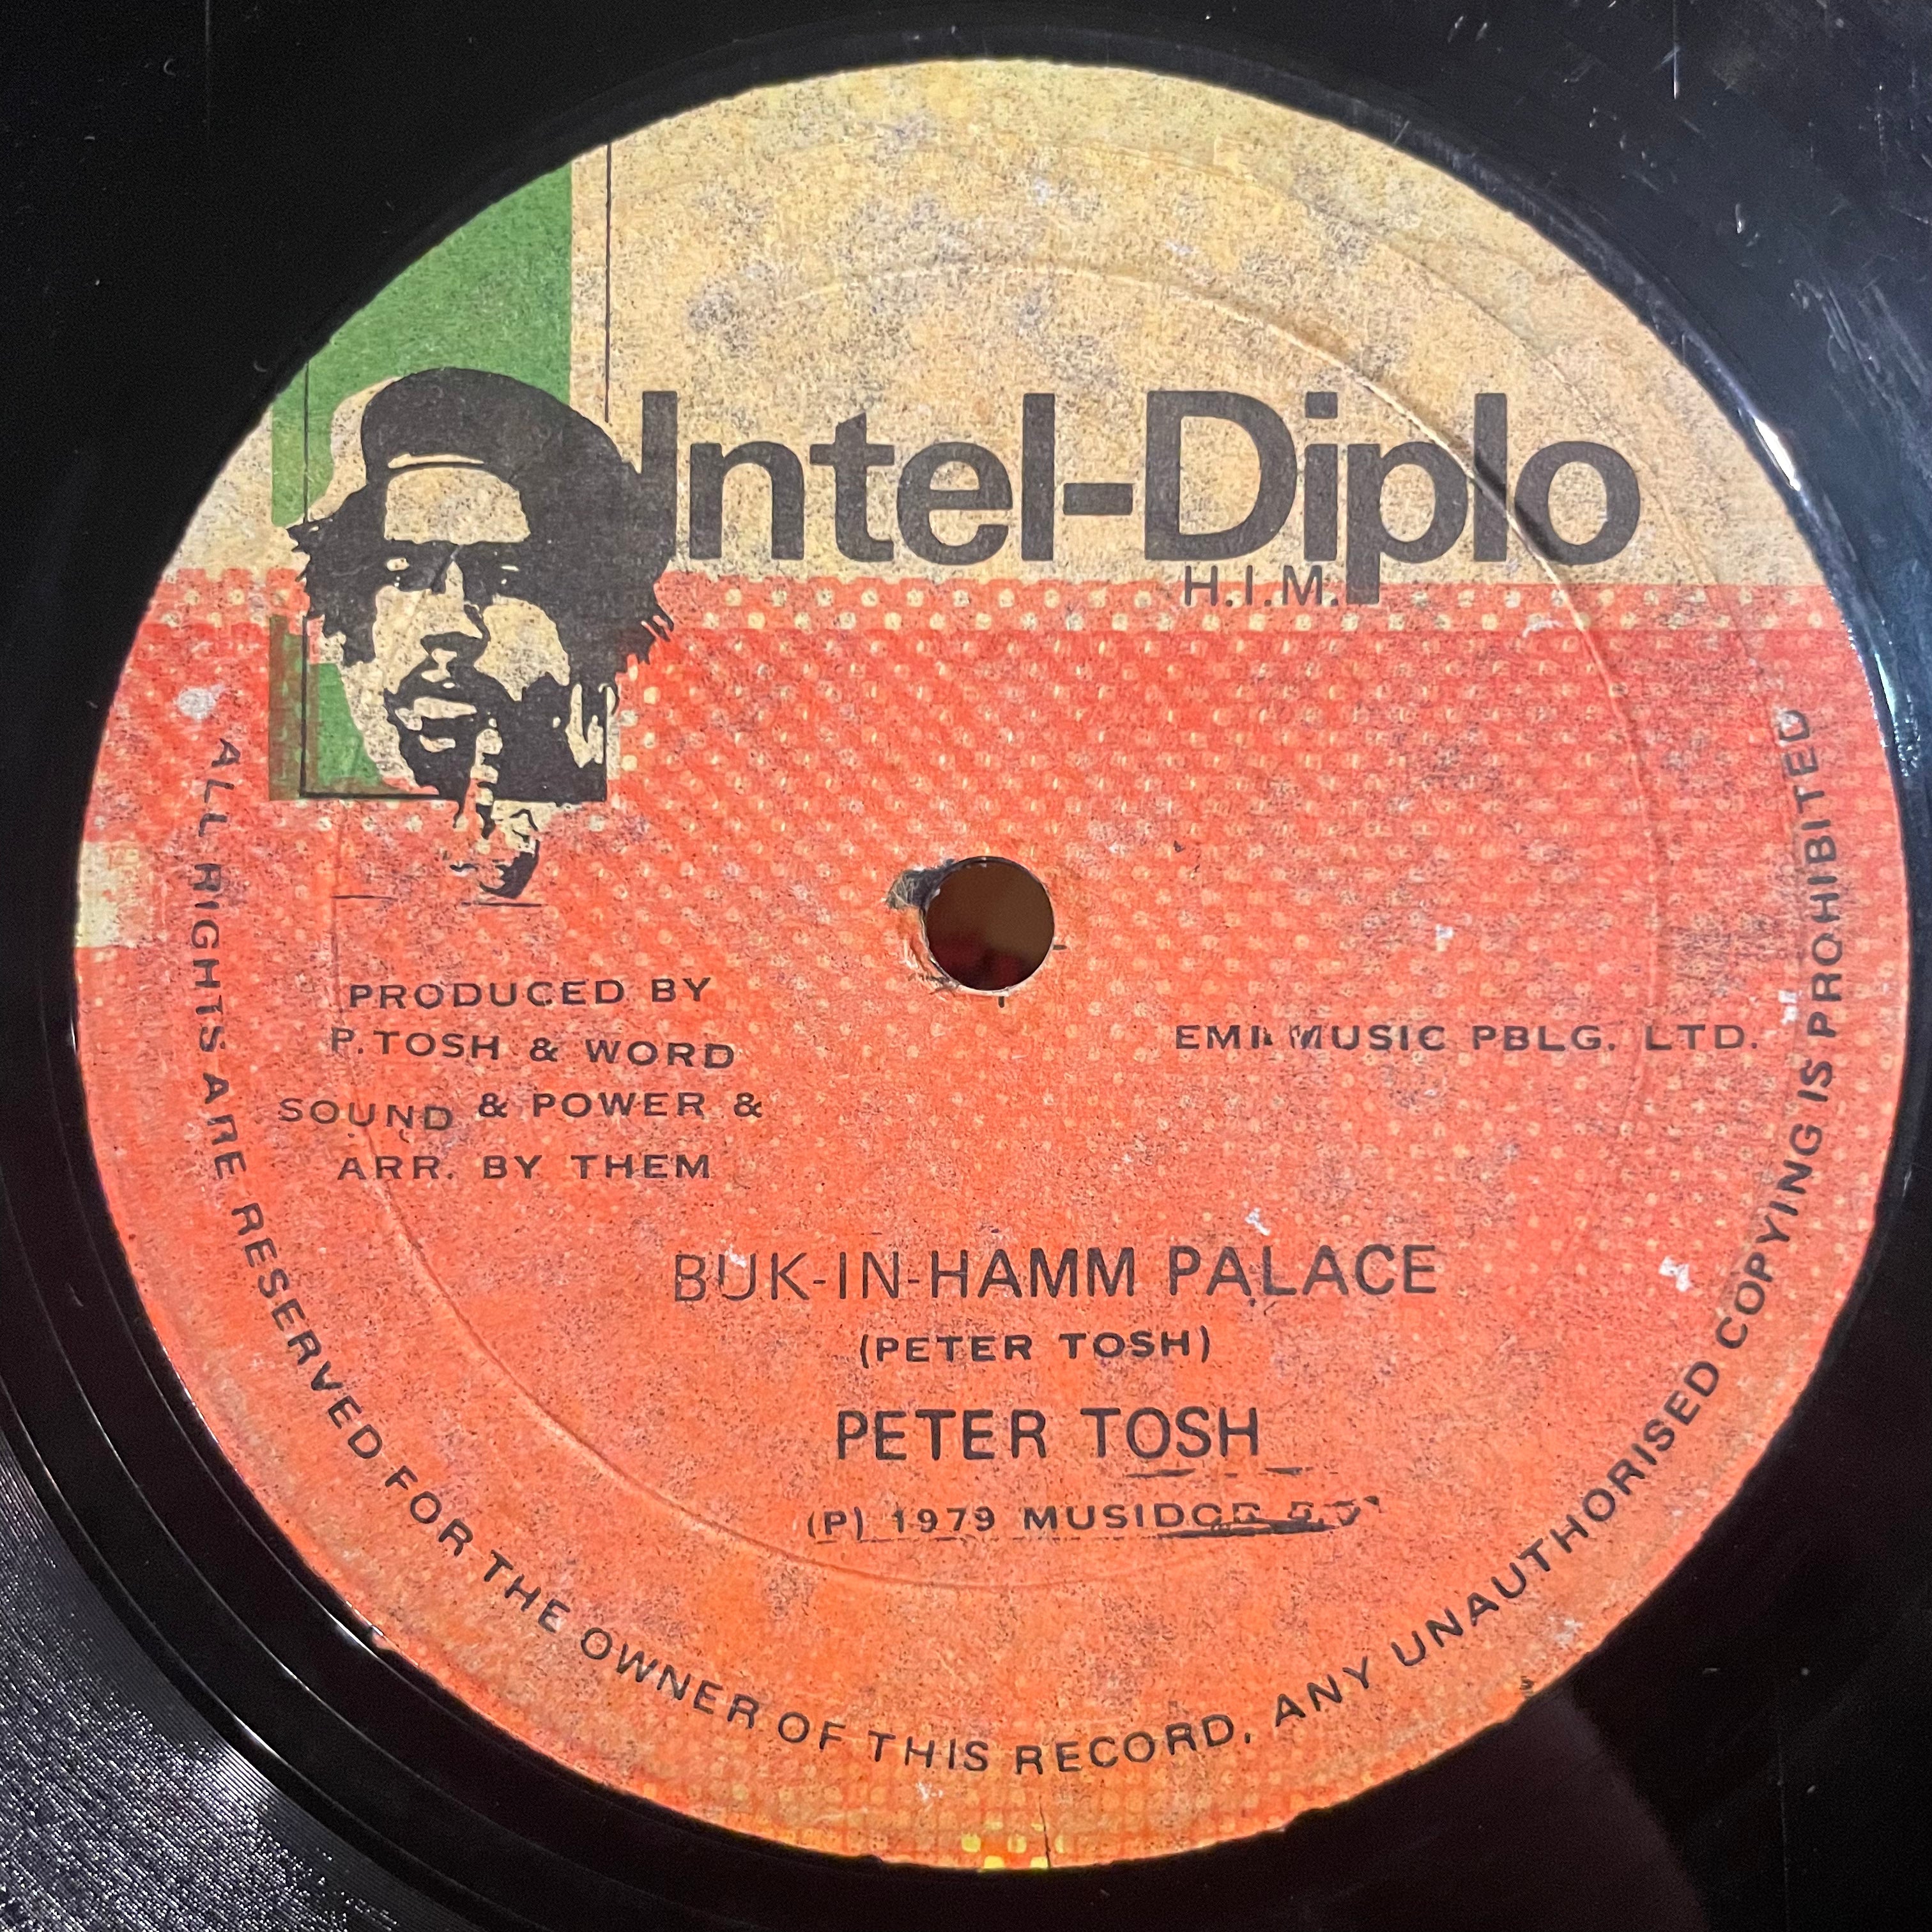 Intel-Diplo
H.I.M.
PRODUCED BY
P.TOSH & WORD
SOUND & POWER &
ARR. BY THEM
EMI MUSIC PBLG. LTD.
BUK-IN-HAMM PALACE
(PETER TOSH)
PETER TOSH
(P) 1979
ALL RIGHTS ARE RESERVED FOR THE OWNER OF THIS RECORD, ANY UNAUTHORISED COPYING IS PROHIBITED